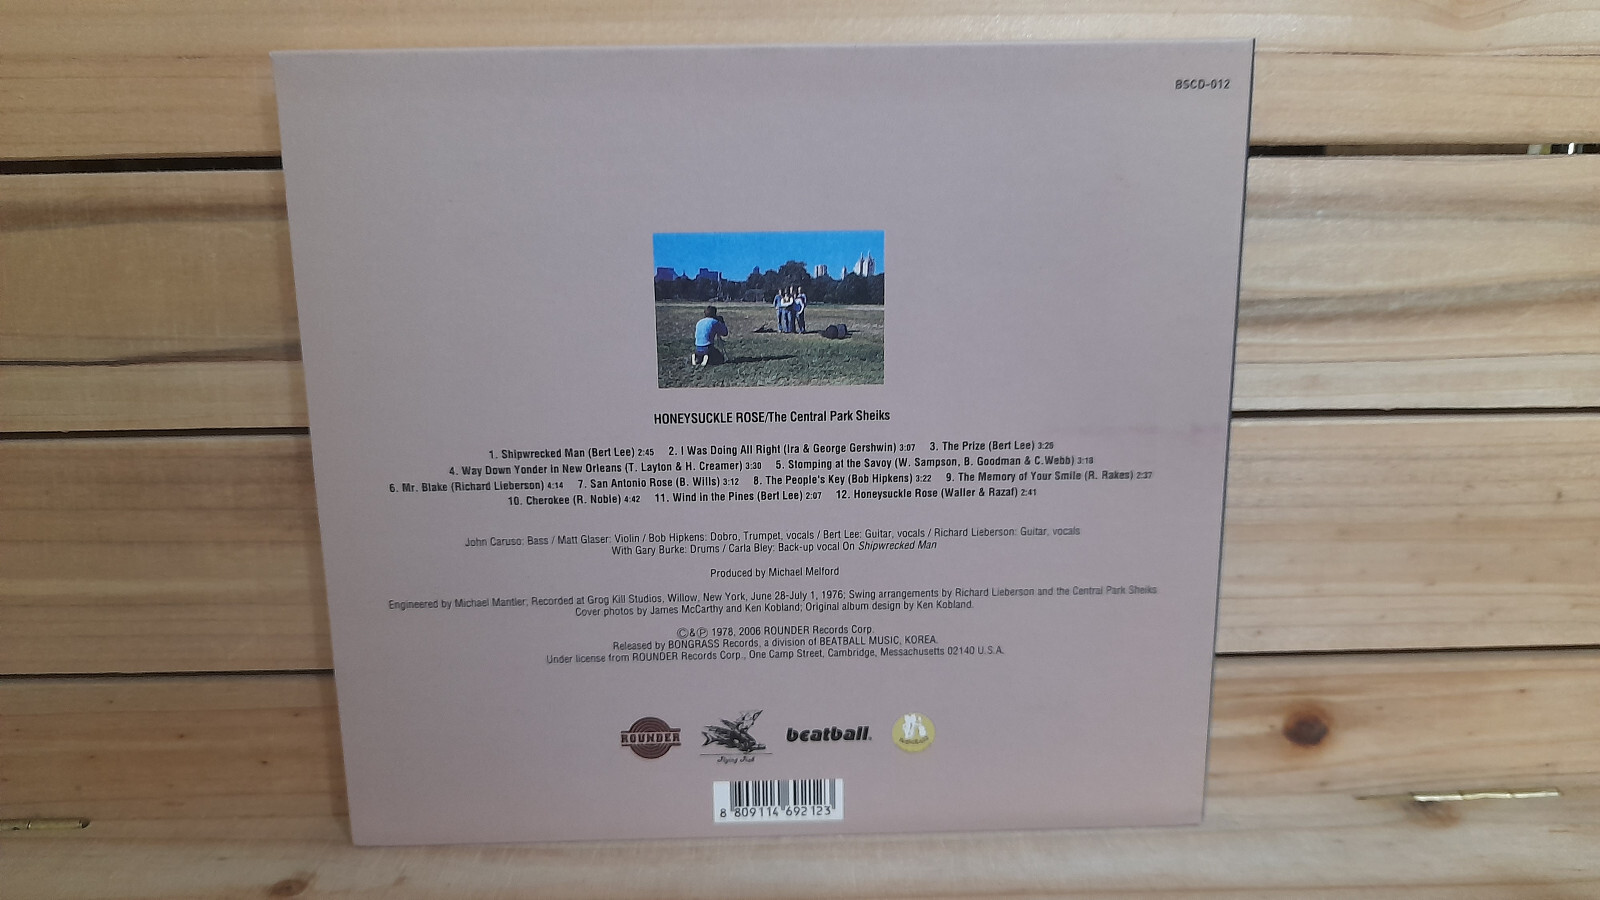 BSCD-012
HONEYSUCKLE ROSE/The Central Park Sheiks
1. Shipwrecked Man (Bert Lee) 2:45 2. I Was Doing All Right (Ira & George Gershwin) 3:07 3. The Prize (Bert Lee) 3:26
4. Way Down Yonder in New Orleans (T. Layton & H. Creamer) 3:30 5. Stomping at the Savoy (W. Sampson, B. Goodman & C.Webb) 3:18
6. Mr. Blake (Richard Lieberson) 4:14 7. San Antonio Rose (B. Wills) 3:12 8. The People's Key (Bob Hipkens) 3:22 9. The Memory of Your Smile (R. Rakes) 2:37
10. Cherokee (R. Noble) 4:42 11. Wind in the Pines (Bert Lee) 2:07 12. Honeysuckle Rose (Waller & Razaf) 2:41
John Caruso: Bass / Matt Glaser: Violin / Bob Hipkens: Dobro, Trumpet, vocals / Bert Lee: Guitar, vocals / Richard Lieberson: Guitar, vocals
With Gary Burke: Drums / Carla Bley: Back-up vocal On Shipwrecked Man
Produced by Michael Melford
Engineered by Michael Mantler, Recorded at Grog Kill Studios, Willow, New York, June 28-July 1, 1976; Swing arrangements by Richard Lieberson and the Central Park Sheiks
Cover photos by James McCarthy and Ken Kobland; Original album design by Ken Kobland.
©&℗ 1978, 2006 ROUNDER Records Corp.
Released by BONGRASS Records, a division of BEATBALL MUSIC, KOREA.
Under license from ROUNDER Records Corp., One Camp Street, Cambridge, Messachusetts 02140 U.S.A.
ROUNDER
Flying Fish
beatball.
8 809114 692123